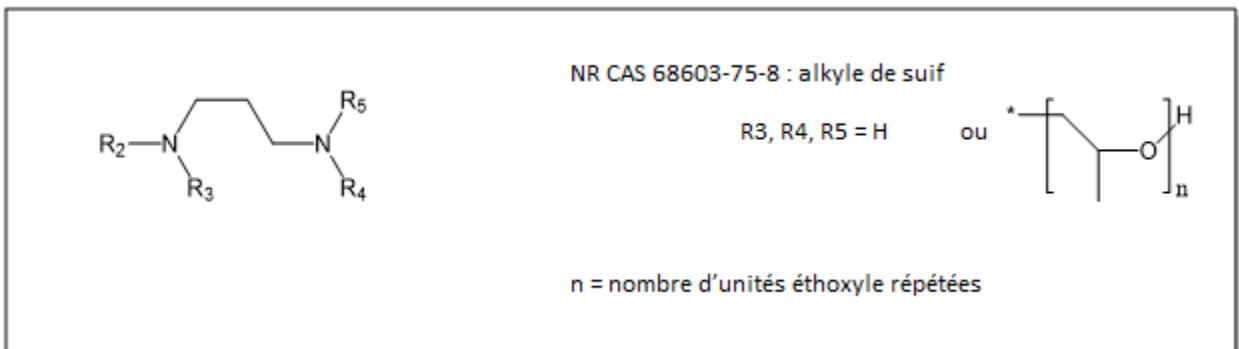 NR CAS 68603-75-8 : alkyle de suif
R3, R4, R5 = H ou * H
O
n
R5
R2 N N
R3 R4
n = nombre d’unités éthoxyle répétées